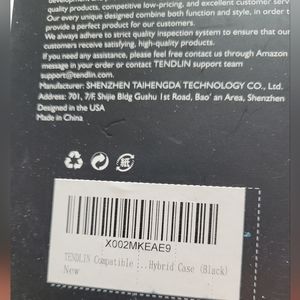 quality products, competitive low-pricing, and excellent customer serv
Our every unique designed combine both function and style, in order t
provide a perfect product for our customers.
We always adhere to strict quality inspection system to ensure that ou
customers receive satisfying, high-quality products.
If you need any assistance, please feel free contact us through Amazon
message in your order or contact TENDLIN support team
support@tendlin.com
Manufacturer: SHENZHEN TAIHENGDA TECHNOLOGY CO., Ltd.
Address: 701, 7/F, Shijie Bldg Gushu 1st Road, Bao' an Area, Shenzhen
Designed in the USA
Made in China
紙
X002MKEAE9
TENDLIN Compatible ...Hybrid Case (Black)
New